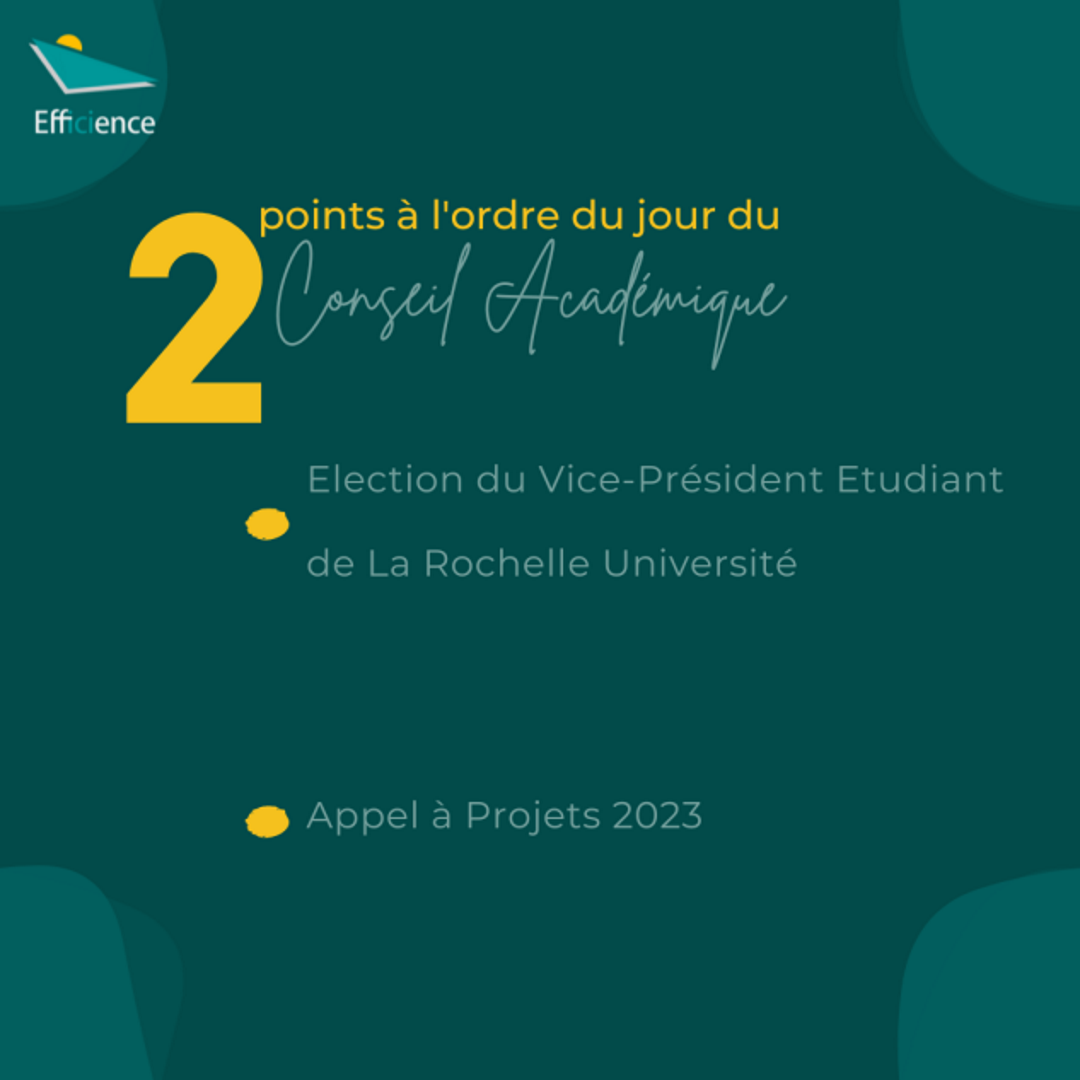 Efficience
2
points à l'ordre du jour du
Conseil Académique
Election du Vice-Président Etudiant
de La Rochelle Université
Appel à Projets 2023